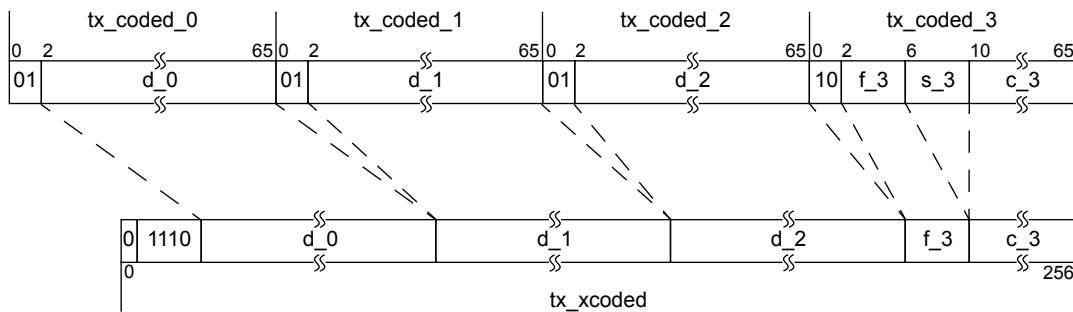 tx_coded_0 tx_coded_1 tx_coded_2 tx_coded_3
0 2 65 0 2 65 0 2 65 0 2 6 10 65
01 d_0 01 d_1 01 d_2 10 f_3 s_3 c_3
0 1110 d_0 d_1 d_2 f_3 c_3
0 256
tx_xcoded